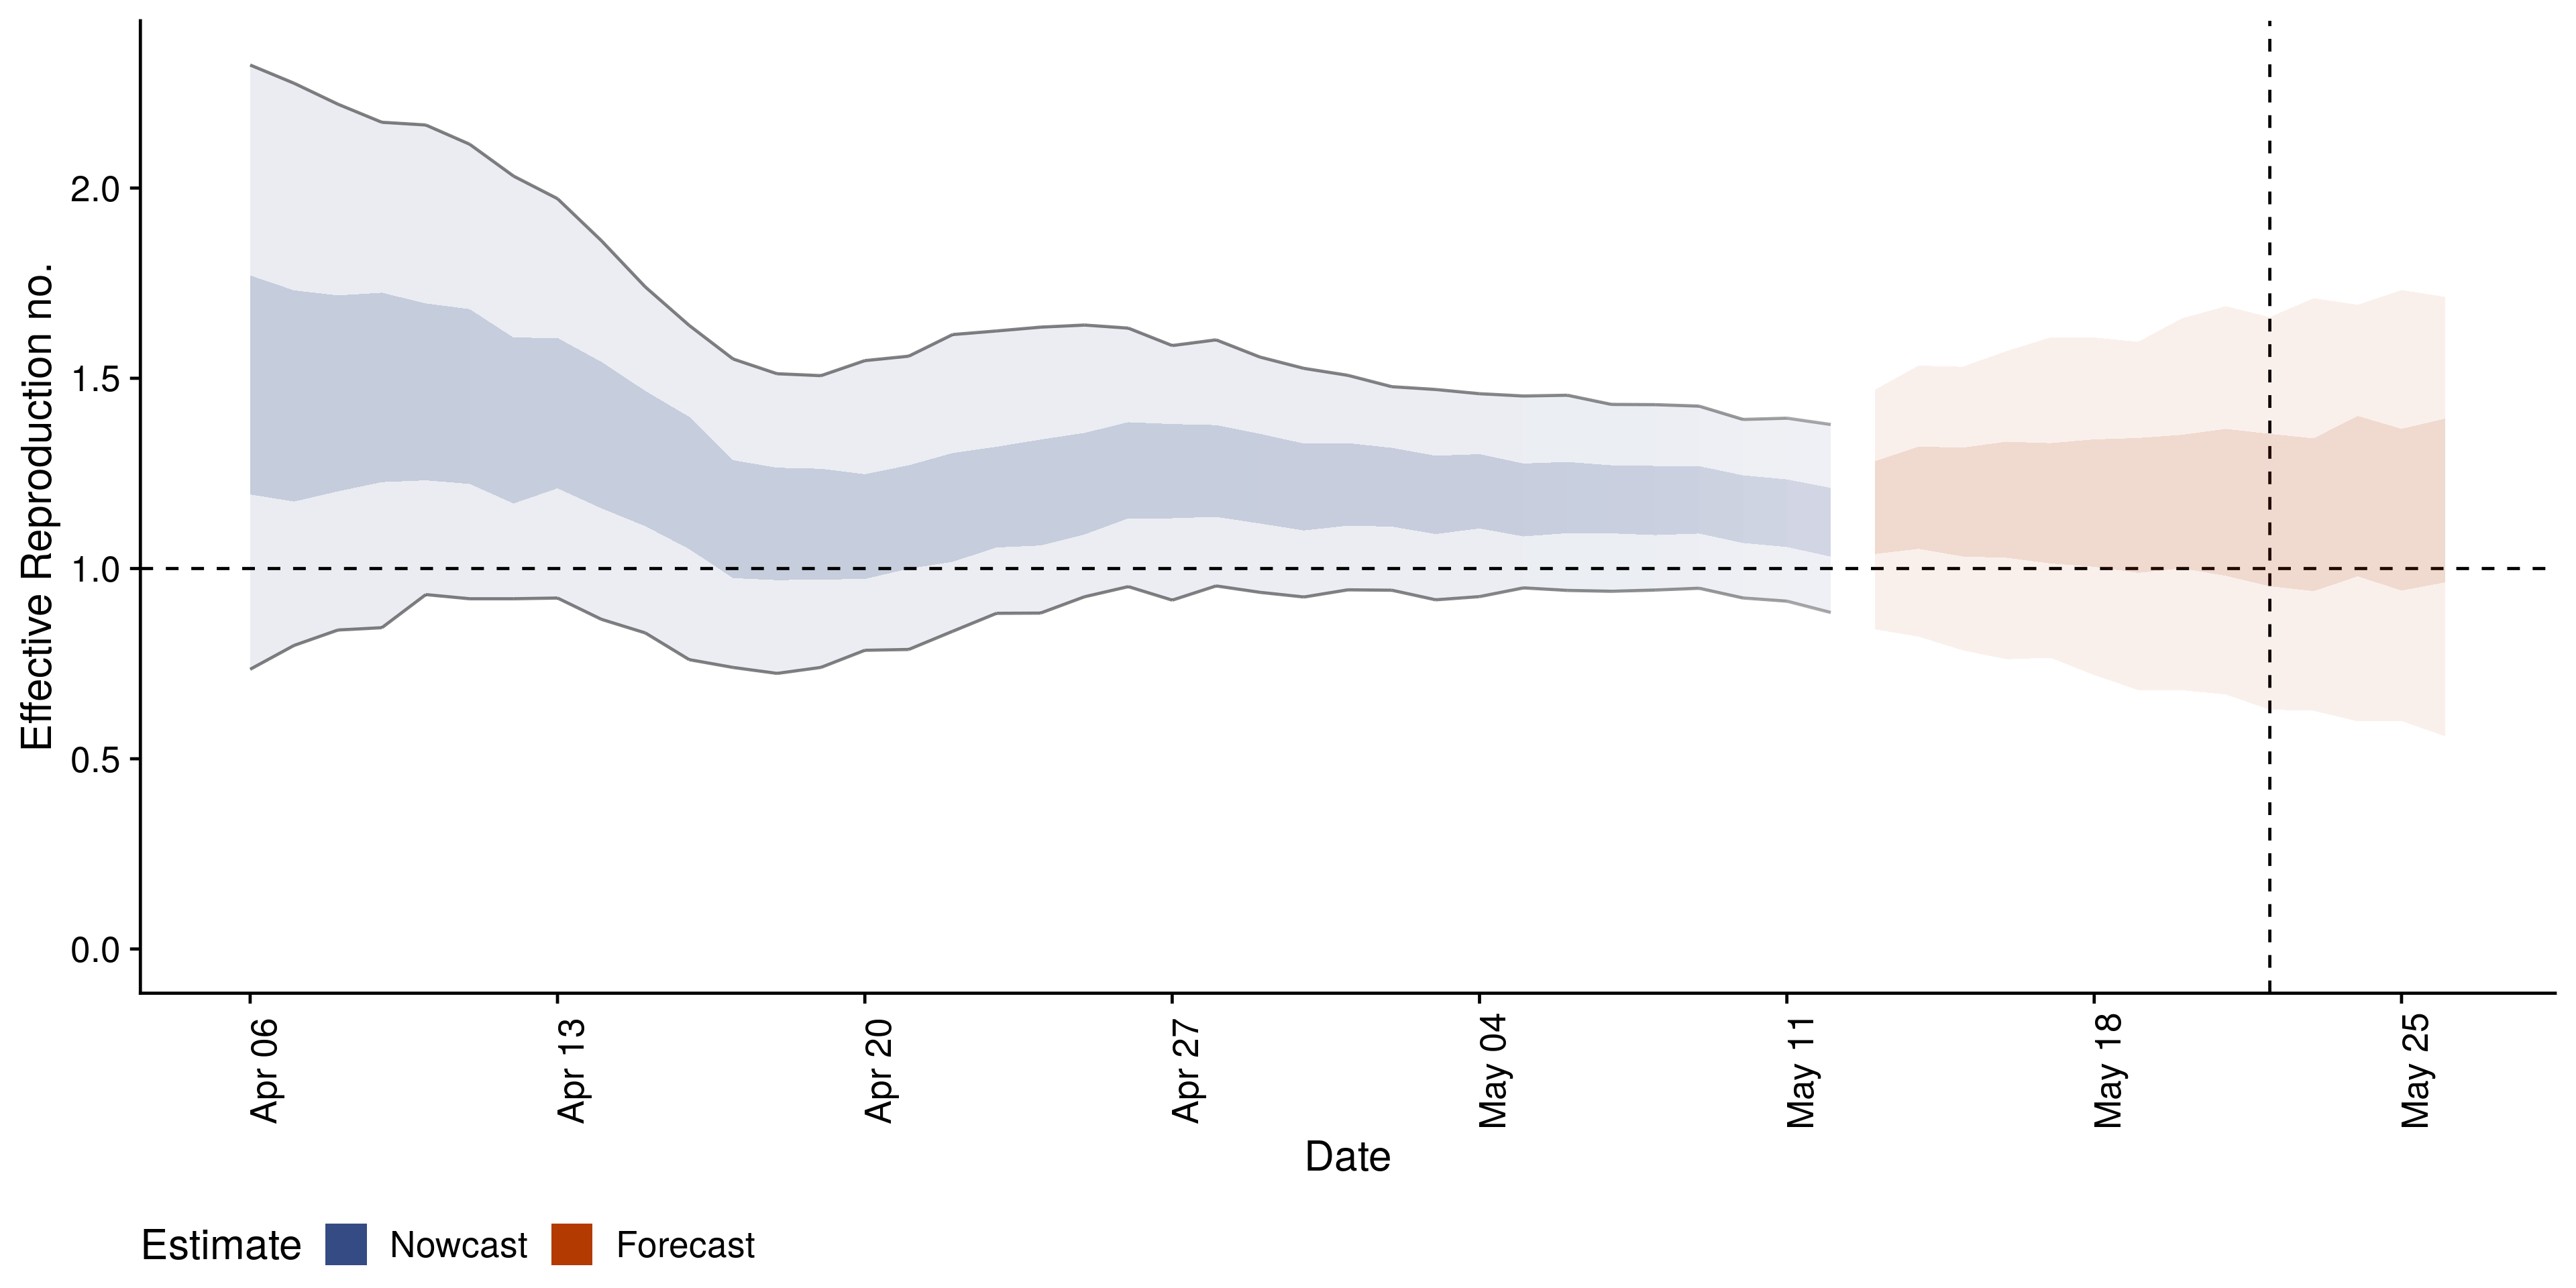 Effective Reproduction no.
2.0
1.5
1.0
0.5
0.0
Apr 06
Apr 13
Apr 20
Apr 27
May 04
May 11
May 18
May 25
Date
Estimate Nowcast Forecast